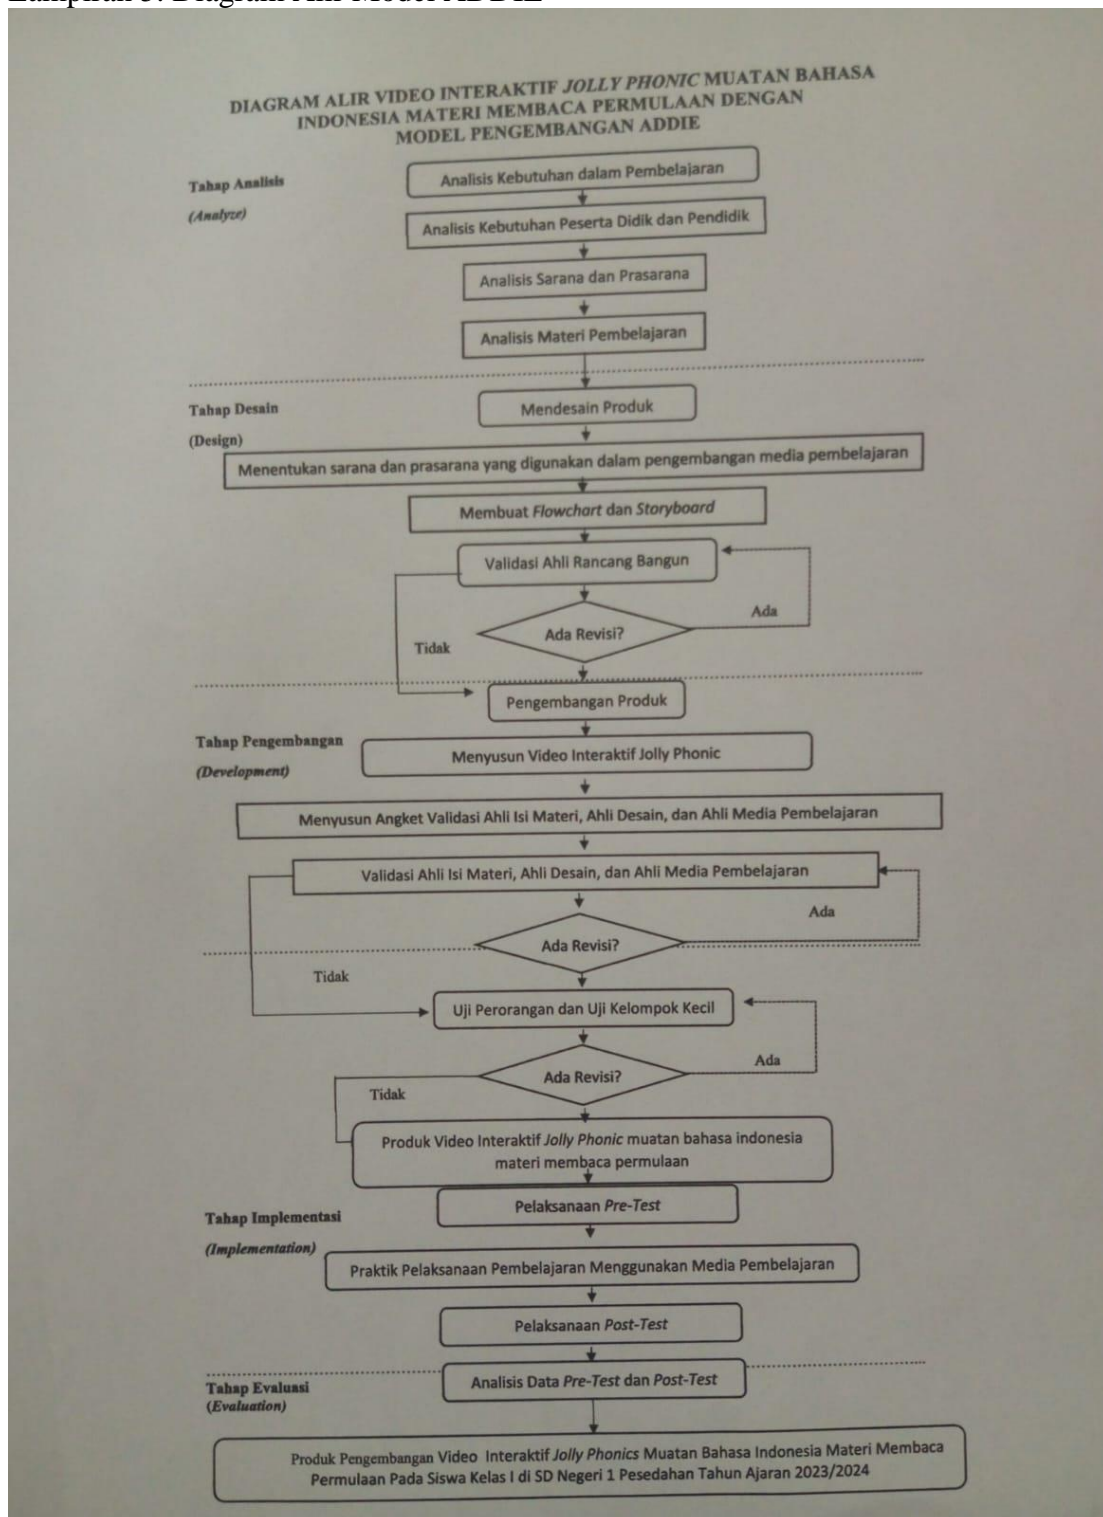 Lampiran 3. Diagram Alir Model ADDIE
DIAGRAM ALIR VIDEO INTERAKTIF JOLLY PHONIC MUATAN BAHASA
INDONESIA MATERI MEMBACA PERMULAAN DENGAN
MODEL PENGEMBANGAN ADDIE
Tahap Analisis
(Analyze)
Analisis Kebutuhan dalam Pembelajaran
Analisis Kebutuhan Peserta Didik dan Pendidik
Analisis Sarana dan Prasarana
Analisis Materi Pembelajaran
Tahap Desain
(Design)
Mendesain Produk
Menentukan sarana dan prasarana yang digunakan dalam pengembangan media pembelajaran
Membuat Flowchart dan Storyboard
Validasi Ahli Rancang Bangun
Ada Revisi?
Ada
Tidak
Pengembangan Produk
Tahap Pengembangan
(Development)
Menyusun Video Interaktif Jolly Phonic
Menyusun Angket Validasi Ahli Isi Materi, Ahli Desain, dan Ahli Media Pembelajaran
Validasi Ahli Isi Materi, Ahli Desain, dan Ahli Media Pembelajaran
Ada
Ada Revisi?
Tidak
Uji Perorangan dan Uji Kelompok Kecil
Ada
Ada Revisi?
Tidak
Produk Video Interaktif Jolly Phonic muatan bahasa indonesia
materi membaca permulaan
Tahap Implementasi
(Implementation)
Pelaksanaan Pre-Test
Praktik Pelaksanaan Pembelajaran Menggunakan Media Pembelajaran
Pelaksanaan Post-Test
Tahap Evaluasi
(Evaluation)
Analisis Data Pre-Test dan Post-Test
Produk Pengembangan Video Interaktif Jolly Phonics Muatan Bahasa Indonesia Materi Membaca
Permulaan Pada Siswa Kelas I di SD Negeri 1 Pesedahan Tahun Ajaran 2023/2024